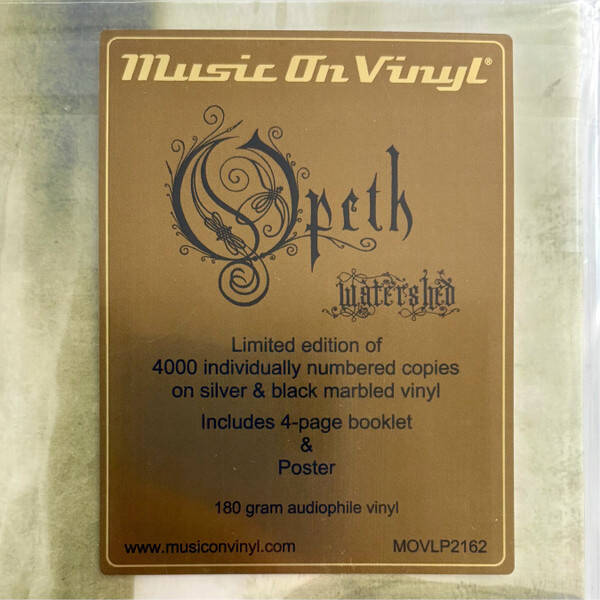 Music On Vinyl®
Opeth
watershed
Limited edition of
4000 individually numbered copies
on silver & black marbled vinyl
Includes 4-page booklet
&
Poster
180 gram audiophile vinyl
www.musiconvinyl.com MOVLP2162